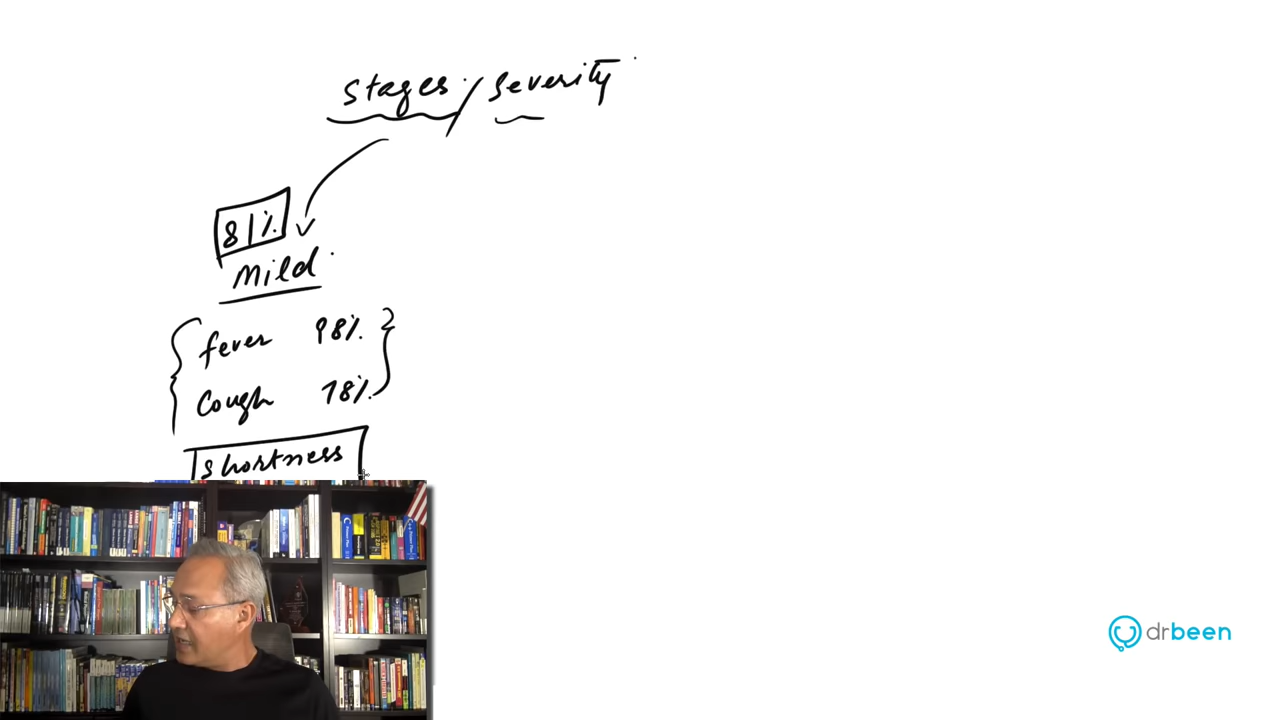 Stages / Severity
81%
Mild
fever 98%
Cough 78%
shortness
drbeen